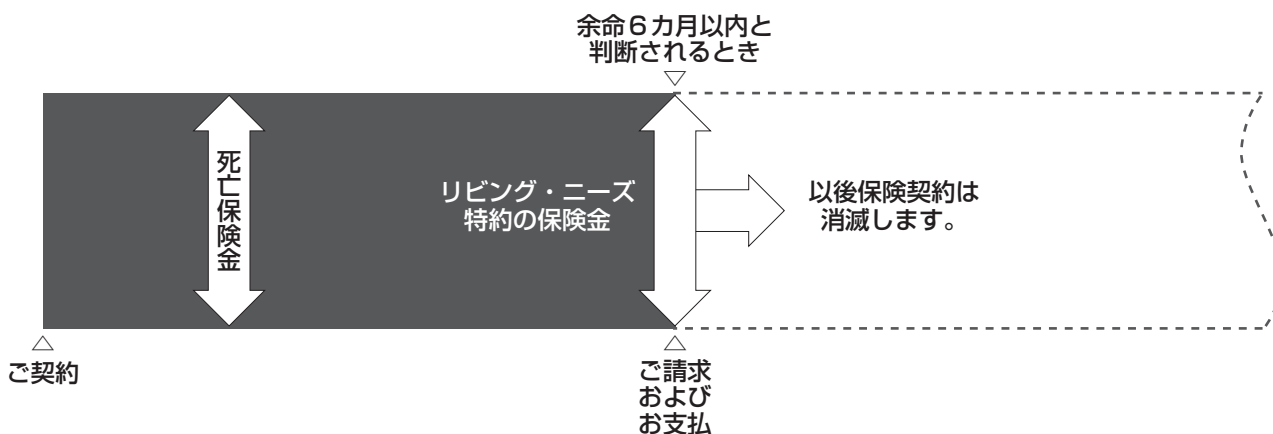 余命6カ月以内と
判断されるとき
死亡保険金
リビング・ニーズ
特約の保険金
以後保険契約は
消滅します。
ご契約
ご請求
および
お支払